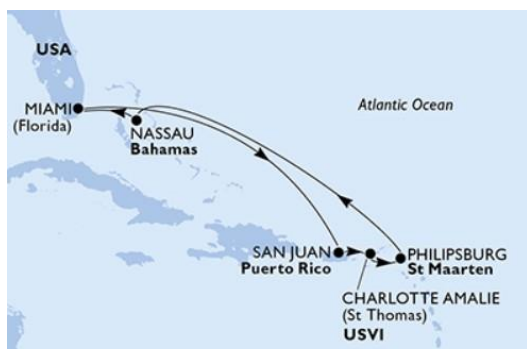 USA
MIAMI
(Florida)
Atlantic Ocean
NASSAU
Bahamas
SAN JUAN
Puerto Rico
PHILIPSBURG
St Maarten
CHARLOTTE AMALIE
(St Thomas)
USVI